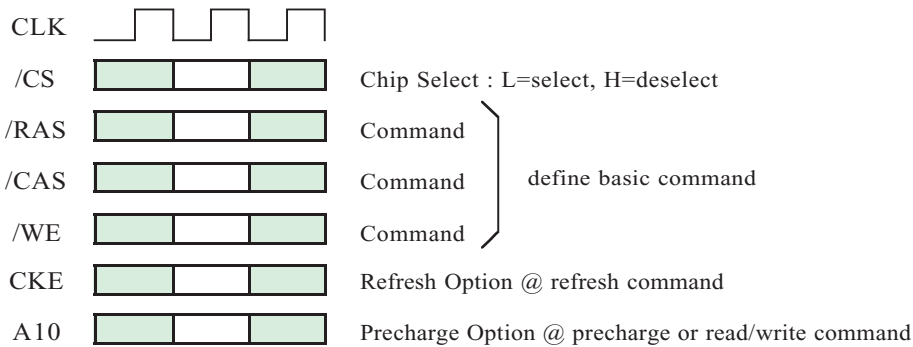 CLK
/CS Chip Select : L=select, H=deselect
/RAS Command
/CAS Command define basic command
/WE Command
CKE Refresh Option @ refresh command
A10 Precharge Option @ precharge or read/write command